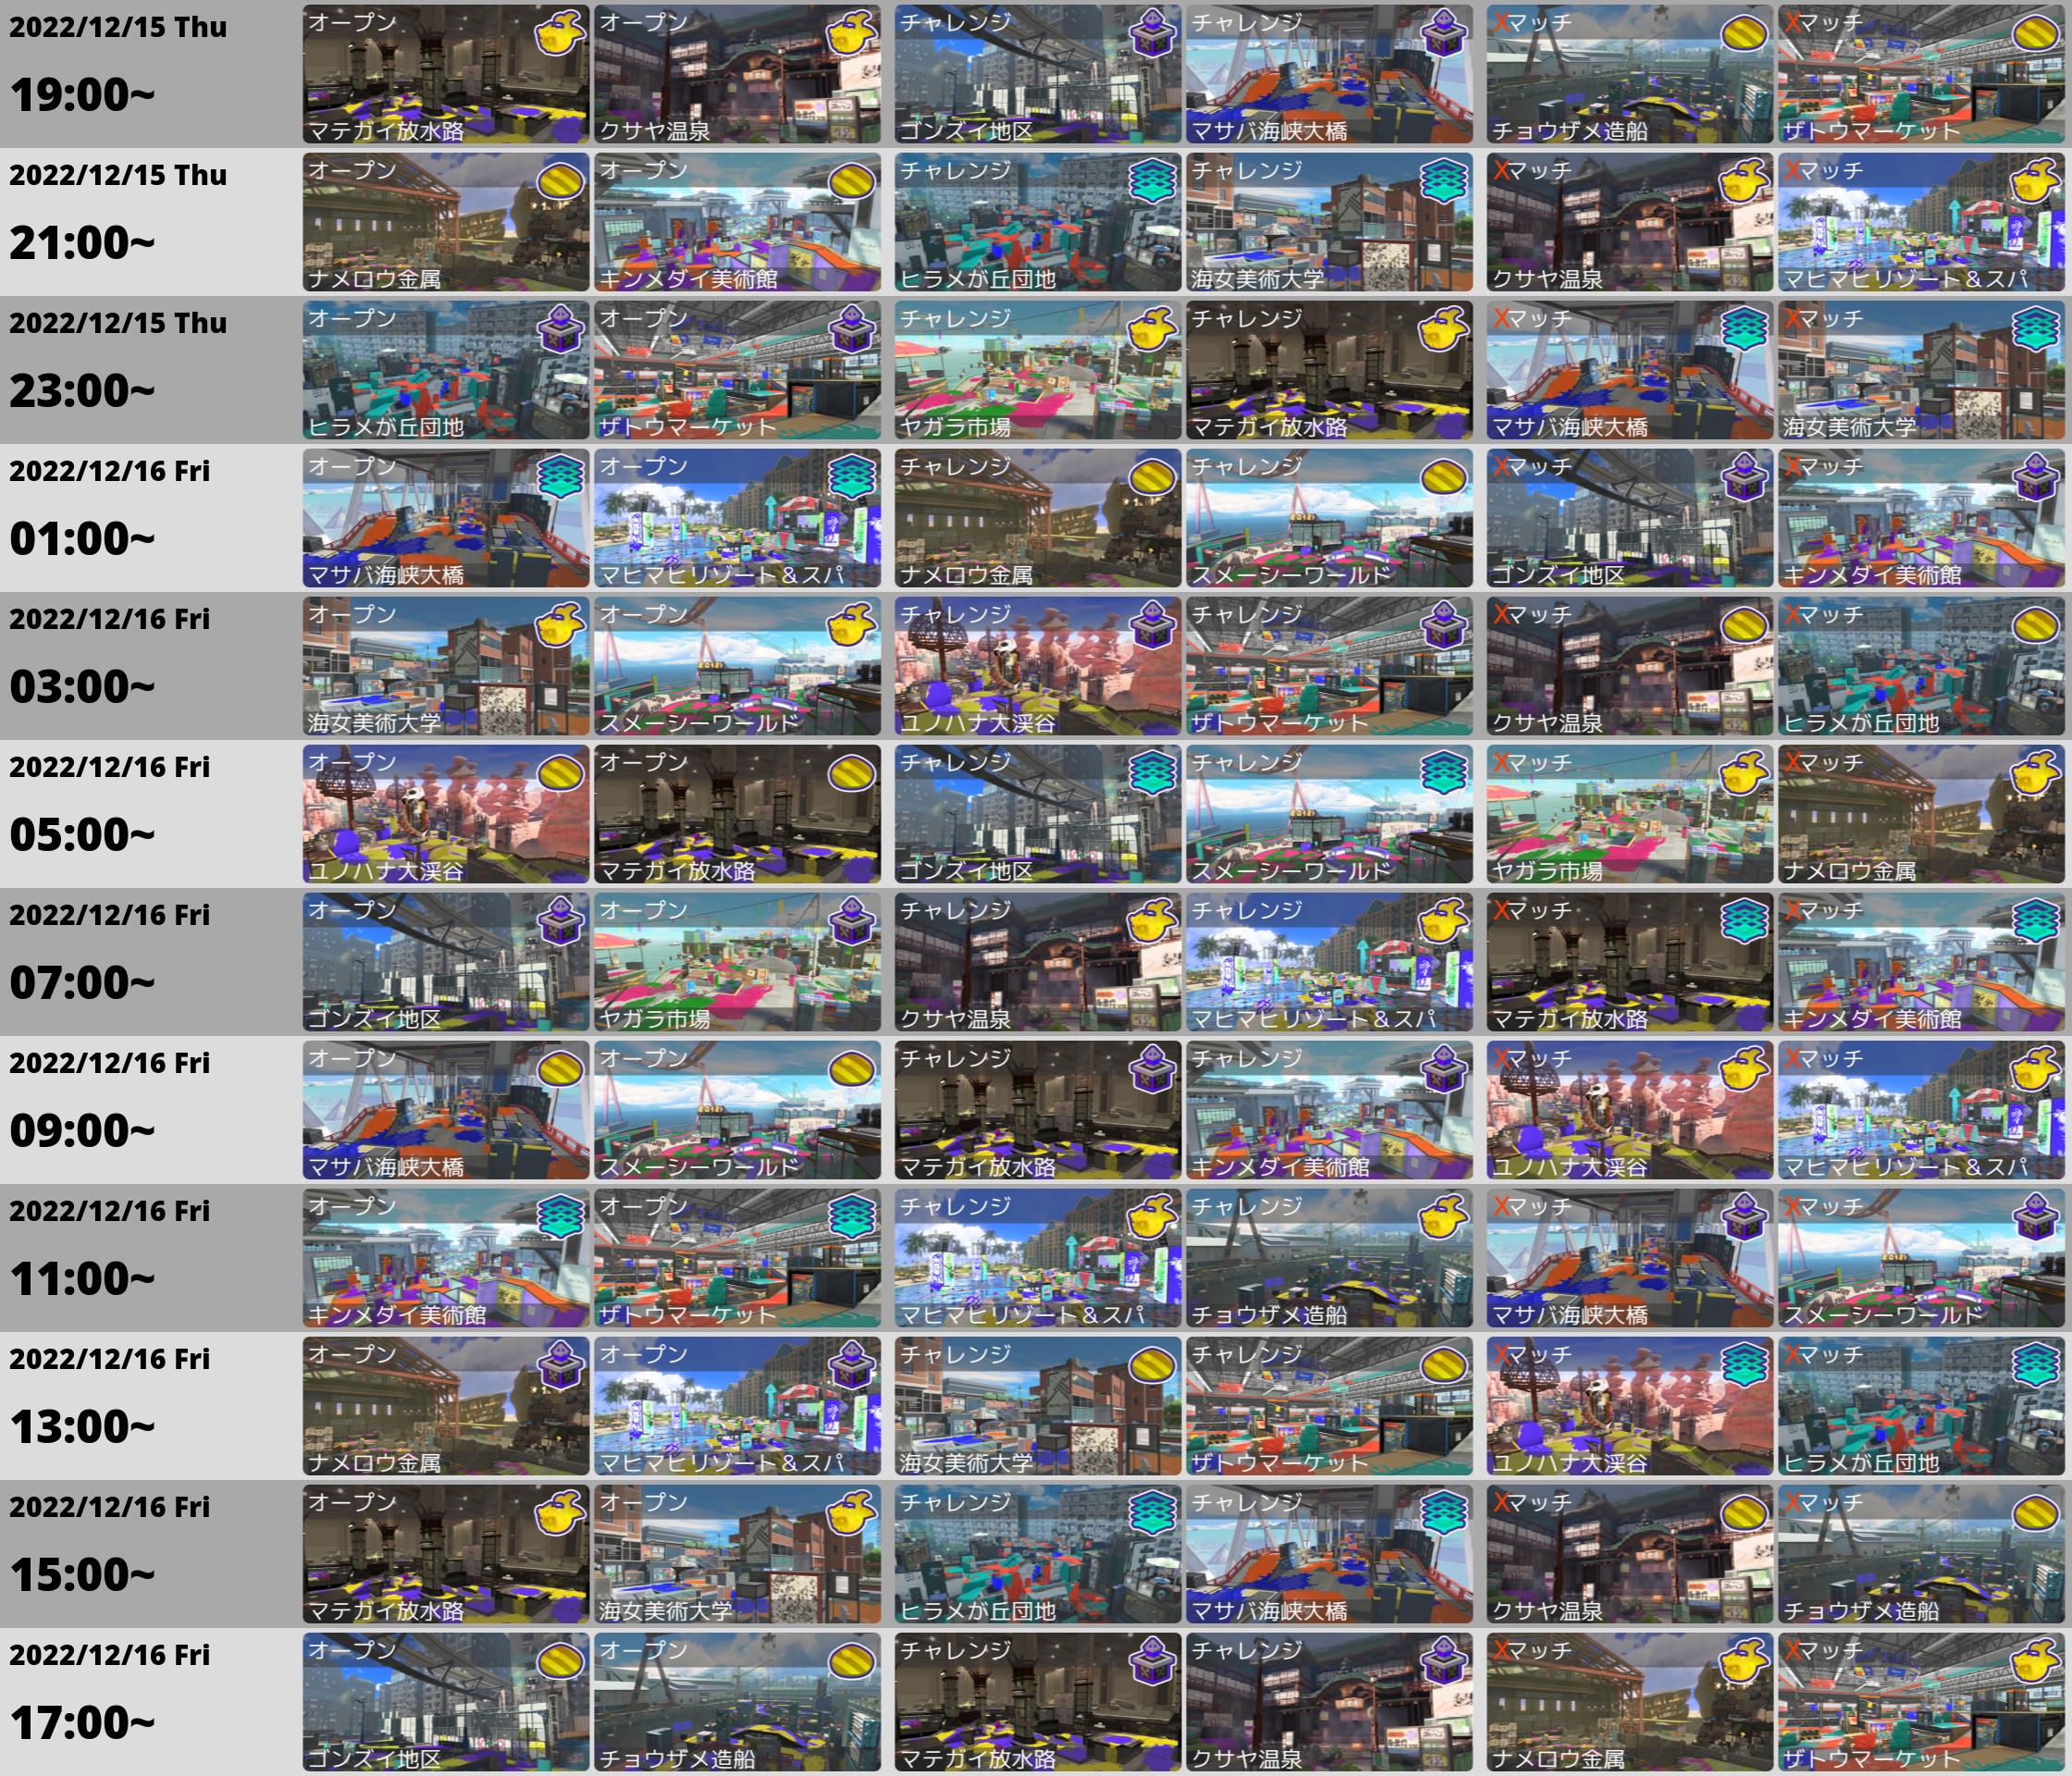 2022/12/15 Thu
19:00~
オープン オープン チャレンジ チャレンジ Xマッチ Xマッチ
マテガイ放水路 クサヤ温泉 ゴンズイ地区 マサバ海峡大橋 チョウザメ造船 ザトウマーケット
2022/12/15 Thu
21:00~
オープン オープン チャレンジ チャレンジ Xマッチ Xマッチ
ナメロウ金属 キンメダイ美術館 ヒラメが丘団地 海女美術大学 クサヤ温泉 マヒマヒリゾート＆スパ
2022/12/15 Thu
23:00~
オープン オープン チャレンジ チャレンジ Xマッチ Xマッチ
ヒラメが丘団地 ザトウマーケット ヤガラ市場 マテガイ放水路 マサバ海峡大橋 海女美術大学
2022/12/16 Fri
01:00~
オープン オープン チャレンジ チャレンジ Xマッチ Xマッチ
マサバ海峡大橋 マヒマヒリゾート＆スパ ナメロウ金属 スメーシーワールド ゴンズイ地区 キンメダイ美術館
2022/12/16 Fri
03:00~
オープン オープン チャレンジ チャレンジ Xマッチ Xマッチ
海女美術大学 スメーシーワールド ユノハナ大渓谷 ザトウマーケット クサヤ温泉 ヒラメが丘団地
2022/12/16 Fri
05:00~
オープン オープン チャレンジ チャレンジ Xマッチ Xマッチ
ユノハナ大渓谷 マテガイ放水路 ゴンズイ地区 スメーシーワールド ヤガラ市場 ナメロウ金属
2022/12/16 Fri
07:00~
オープン オープン チャレンジ チャレンジ Xマッチ Xマッチ
ゴンズイ地区 ヤガラ市場 クサヤ温泉 マヒマヒリゾート＆スパ マテガイ放水路 キンメダイ美術館
2022/12/16 Fri
09:00~
オープン オープン チャレンジ チャレンジ Xマッチ Xマッチ
マサバ海峡大橋 スメーシーワールド マテガイ放水路 キンメダイ美術館 ユノハナ大渓谷 マヒマヒリゾート＆スパ
2022/12/16 Fri
11:00~
オープン オープン チャレンジ チャレンジ Xマッチ Xマッチ
キンメダイ美術館 ザトウマーケット マヒマヒリゾート＆スパ チョウザメ造船 マサバ海峡大橋 スメーシーワールド
2022/12/16 Fri
13:00~
オープン オープン チャレンジ チャレンジ Xマッチ Xマッチ
ナメロウ金属 マヒマヒリゾート＆スパ 海女美術大学 ザトウマーケット ユノハナ大渓谷 ヒラメが丘団地
2022/12/16 Fri
15:00~
オープン オープン チャレンジ チャレンジ Xマッチ Xマッチ
マテガイ放水路 海女美術大学 ヒラメが丘団地 マサバ海峡大橋 クサヤ温泉 チョウザメ造船
2022/12/16 Fri
17:00~
オープン オープン チャレンジ チャレンジ Xマッチ Xマッチ
ゴンズイ地区 チョウザメ造船 マテガイ放水路 クサヤ温泉 ナメロウ金属 ザトウマーケット